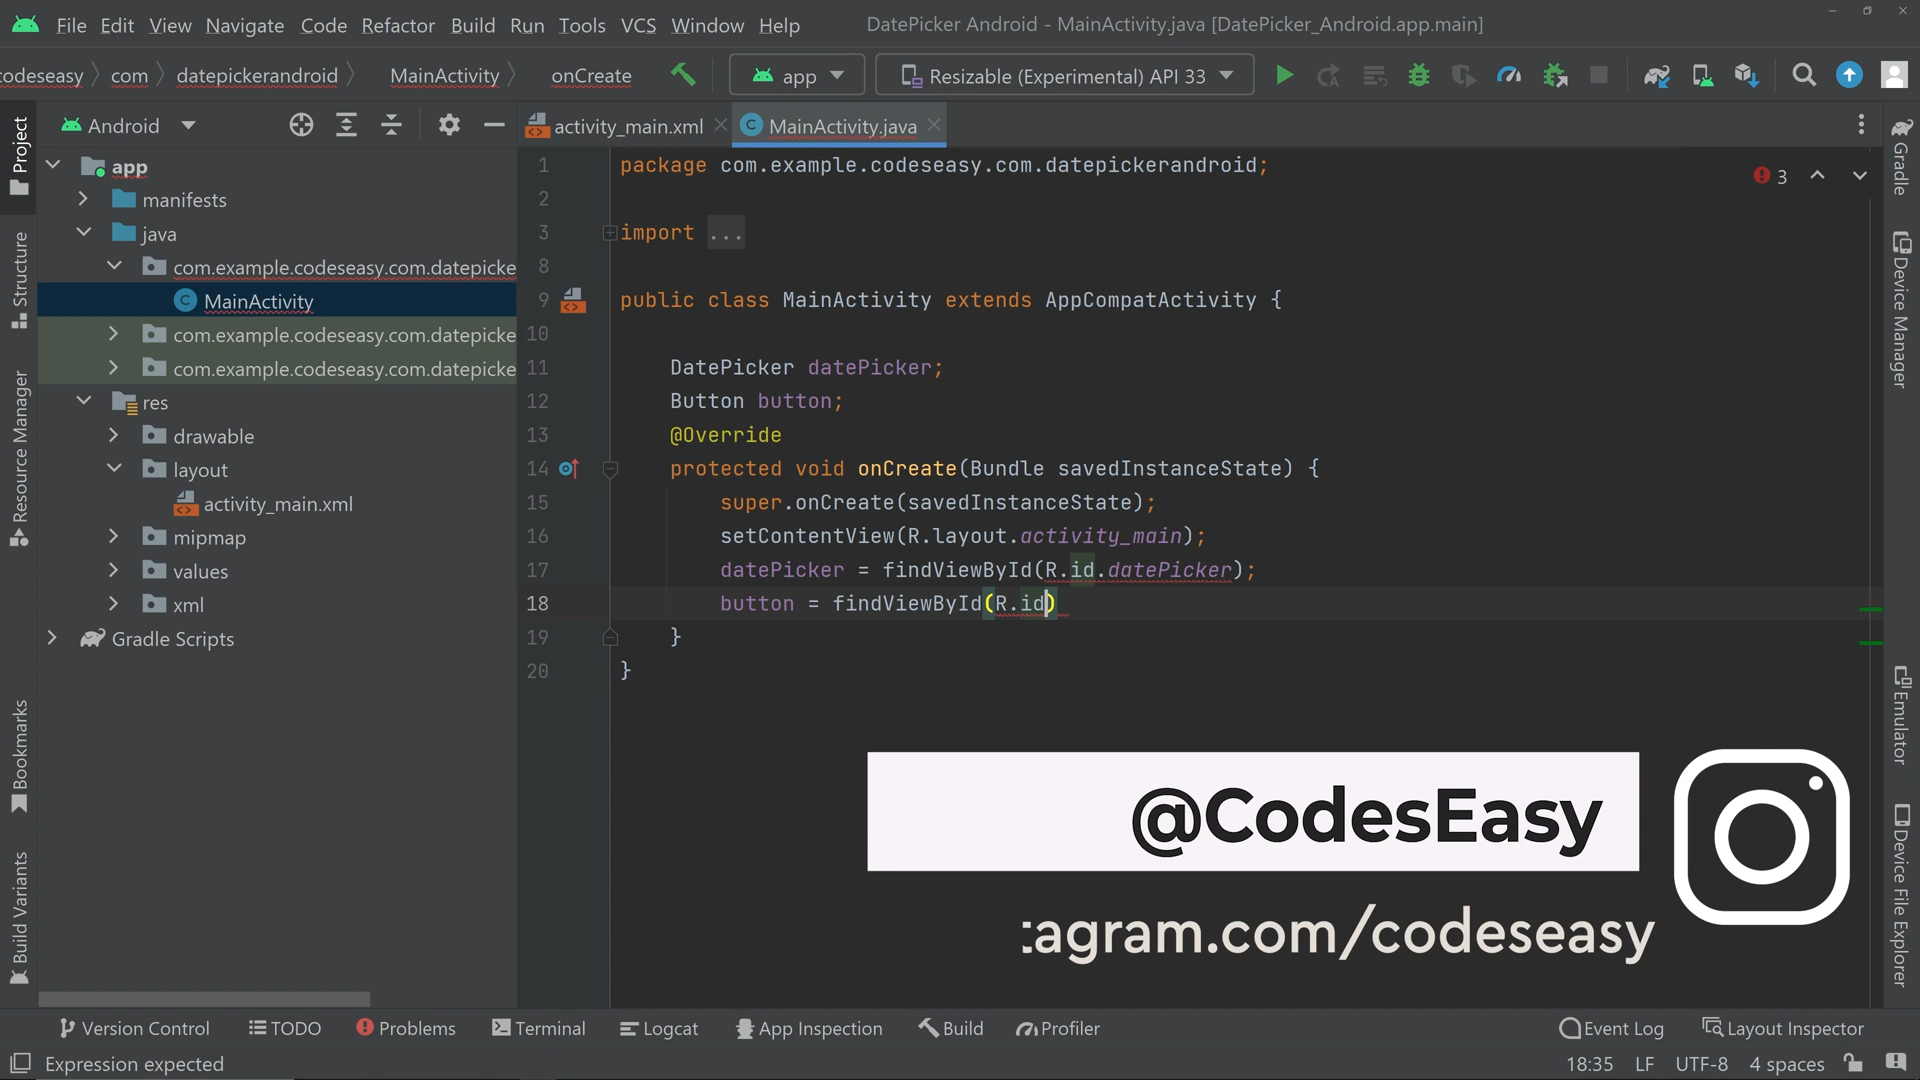 File Edit View Navigate Code Refactor Build Run Tools VCS Window Help DatePicker Android - MainActivity.java [DatePicker_Android.app.main]
codeseasy com datepickerandroid MainActivity onCreate app Resizable (Experimental) API 33
Android activity_main.xml MainActivity.java
Project
Structure
Resource Manager
Bookmarks
Build Variants
app
manifests
java
com.example.codeseasy.com.datepicke
MainActivity
com.example.codeseasy.com.datepicke
com.example.codeseasy.com.datepicke
res
drawable
layout
activity_main.xml
mipmap
values
xml
Gradle Scripts
3
1 package com.example.codeseasy.com.datepickerandroid;
2
3 import ...
8
9 public class MainActivity extends AppCompatActivity {
10
11 DatePicker datePicker;
12 Button button;
13 @Override
14 protected void onCreate(Bundle savedInstanceState) {
15 super.onCreate(savedInstanceState);
16 setContentView(R.layout.activity_main);
17 datePicker = findViewById(R.id.datePicker);
18 button = findViewById(R.id)
19 }
20 }
@CodesEasy
tagram.com/codeseasy
Gradle
Device Manager
Emulator
Device File Explorer
Version Control TODO Problems Terminal Logcat App Inspection Build Profiler Event Log Layout Inspector
Expression expected 18:35 LF UTF-8 4 spaces